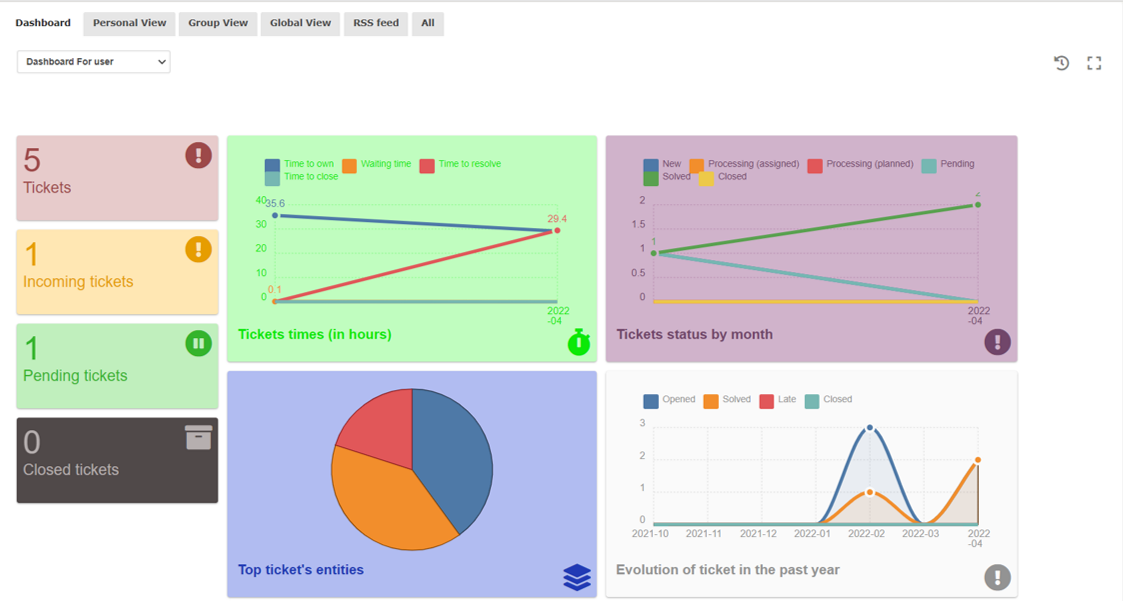 Dashboard
Personal View
Group View
Global View
RSS feed
All
Dashboard For user
5
Tickets
1
Incoming tickets
1
Pending tickets
0
Closed tickets
Time to own Waiting time Time to resolve
Time to close
40
35.6
30
29.4
20
10
0.1
0
2022
-04
Tickets times (in hours)
New Processing (assigned) Processing (planned) Pending
Solved Closed
2
2
1.5
1
1
0.5
0
2022
-04
Tickets status by month
Top ticket's entities
Opened Solved Late Closed
3
2
1
0
2021-10 2021-11 2021-12 2022-01 2022-02 2022-03 2022
-04
Evolution of ticket in the past year